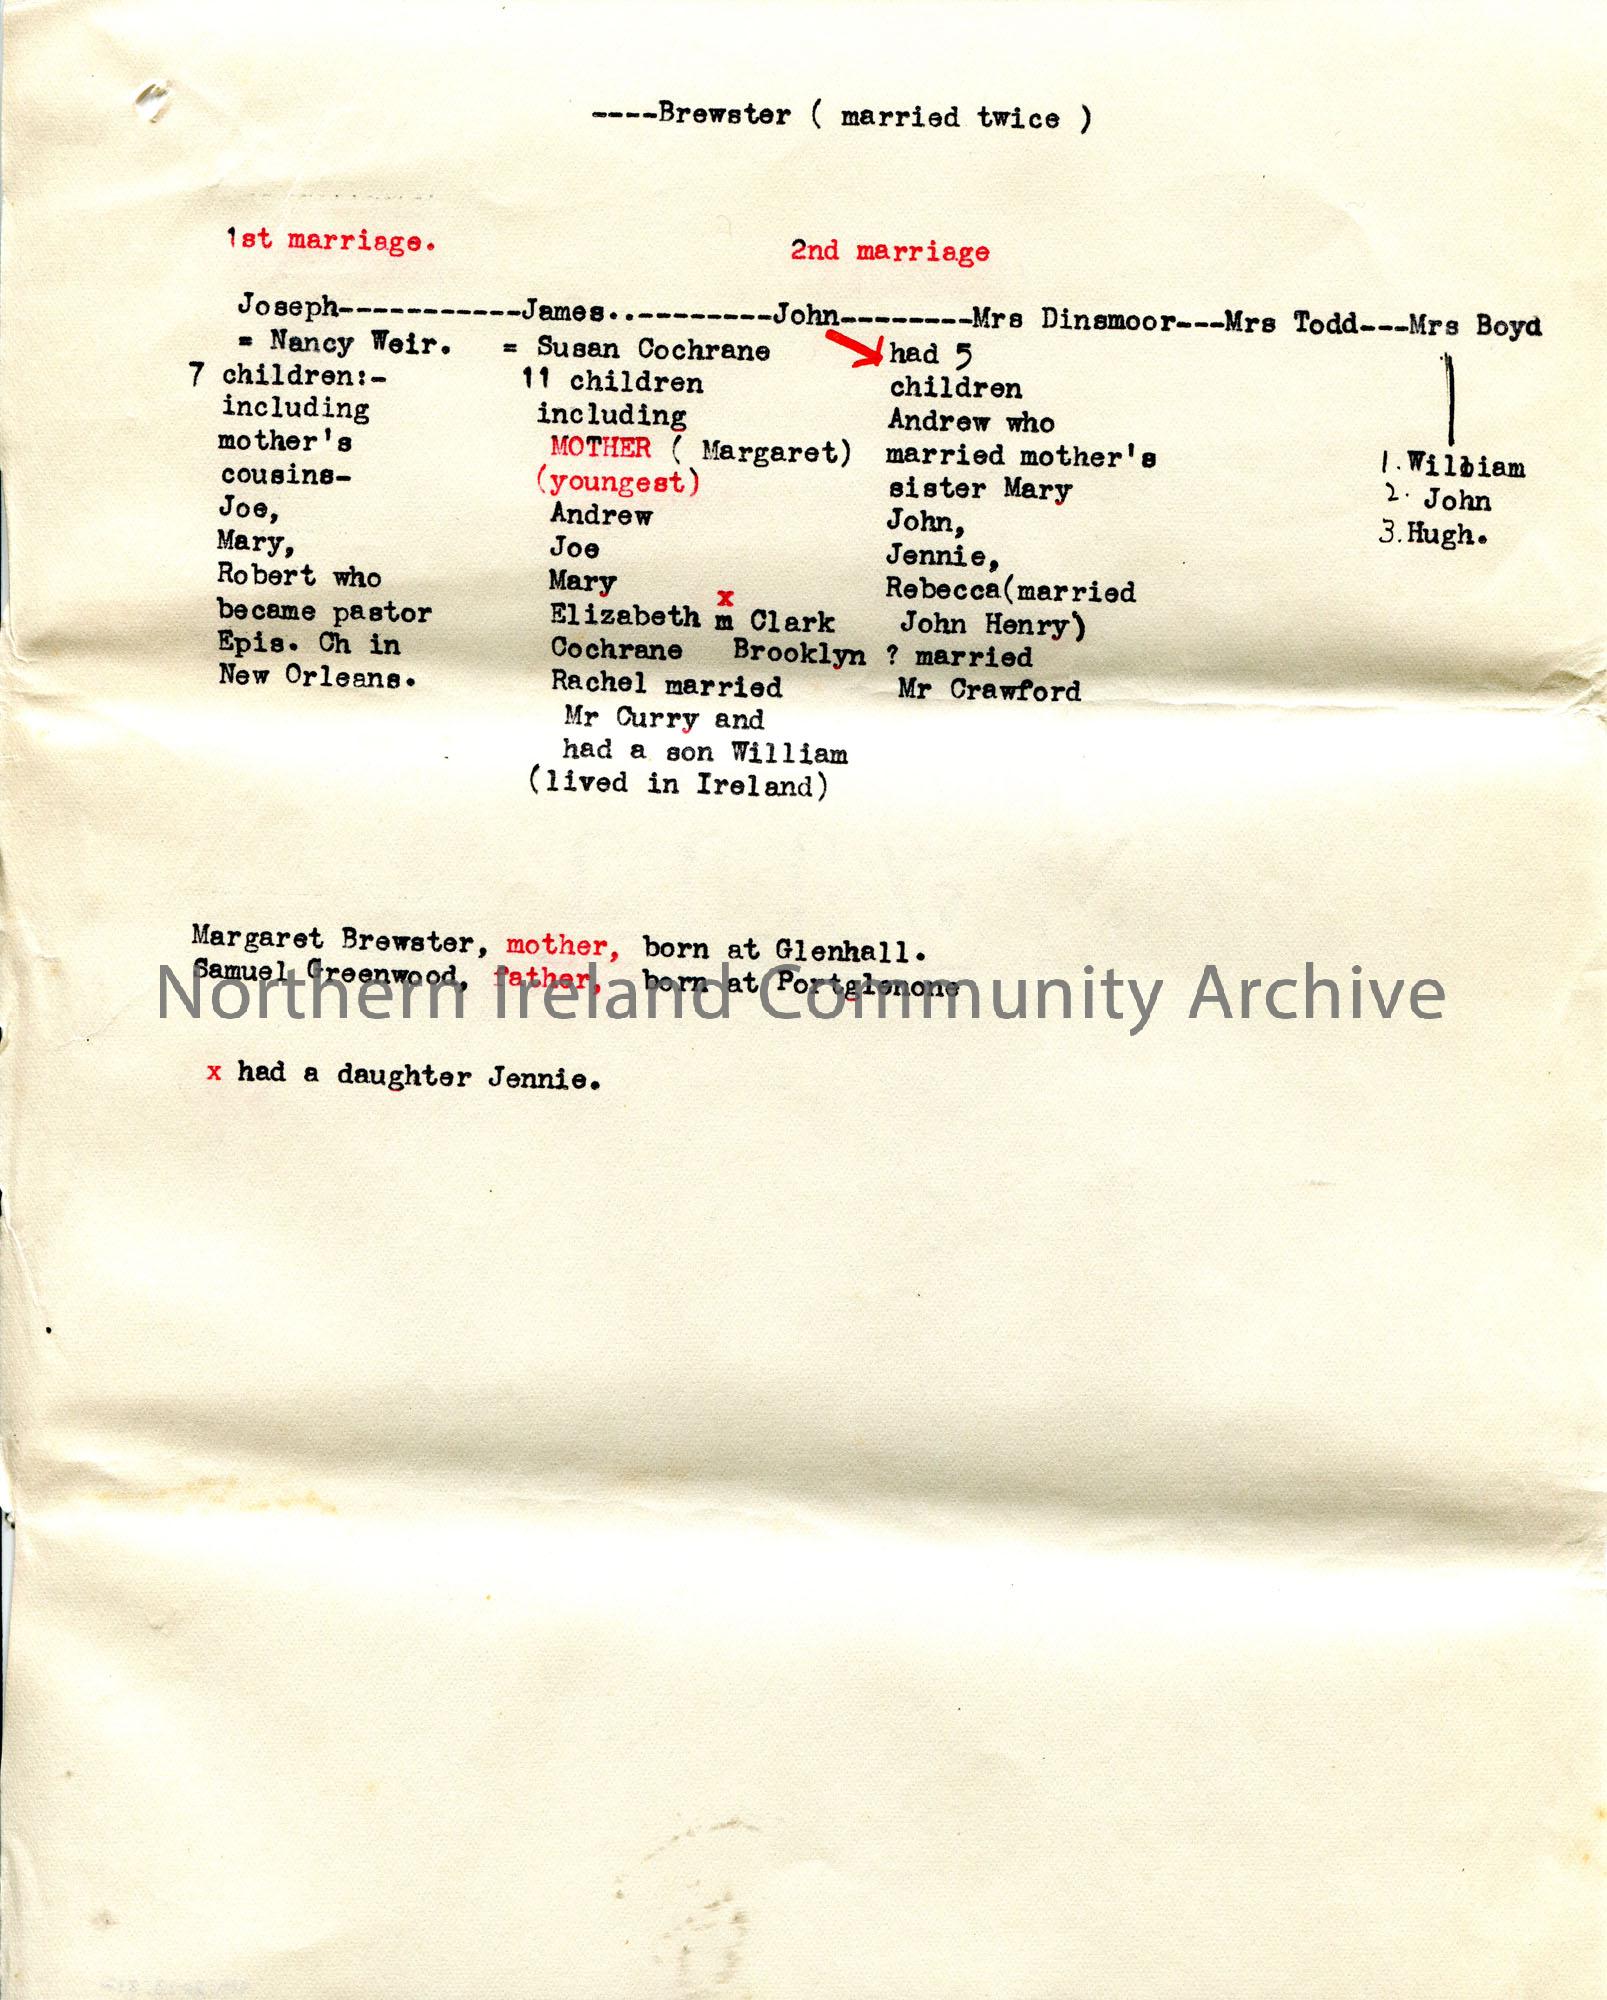 ----Brewster ( married twice )
1st marriage.
2nd marriage
Joseph-----------James..--------John--------Mrs Dinsmoor---Mrs Todd---Mrs Boyd
= Nancy Weir.
7 children:-
including
mother's
cousins-
Joe,
Mary,
Robert who
became pastor
Epis. Ch in
New Orleans.
= Susan Cochrane
11 children
including
MOTHER ( Margaret)
(youngest)
Andrew
Joe
Mary
x
Elizabeth m Clark
Cochrane Brooklyn
Rachel married
Mr Curry and
had a son William
(lived in Ireland)
had 5
children
Andrew who
married mother's
sister Mary
John,
Jennie,
Rebecca(married
John Henry)
? married
Mr Crawford
1. William
2. John
3. Hugh.
Margaret Brewster, mother, born at Glenhall.
Samuel Greenwood, father, born at Portglenone
Northern Ireland Community Archive
x had a daughter Jennie.